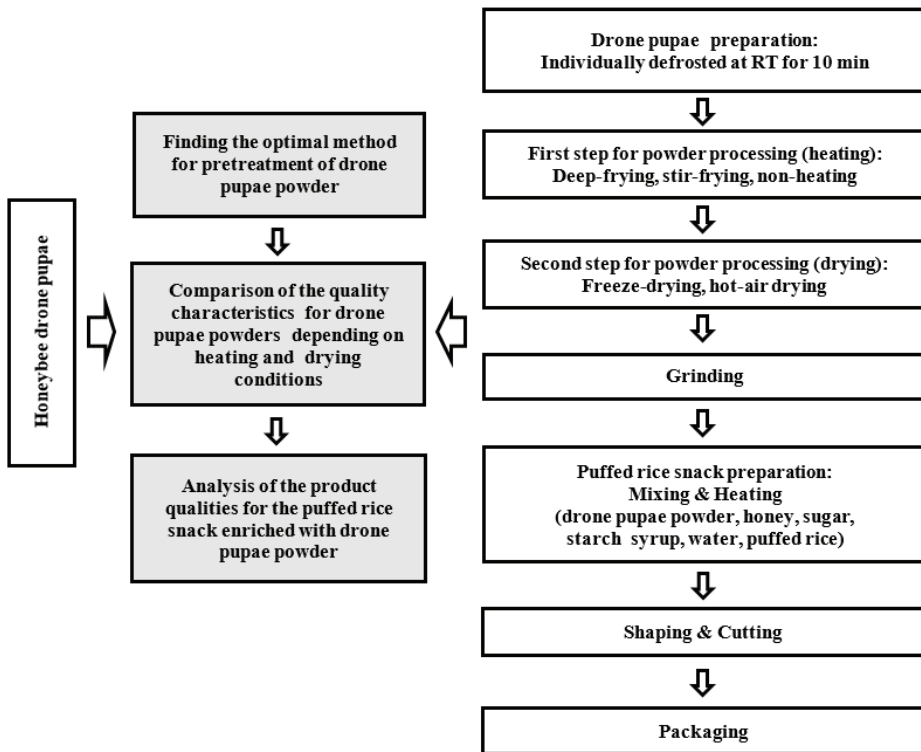 Honeybee drone pupae
Finding the optimal method
for pretreatment of drone
pupae powder
Comparison of the quality
characteristics for drone
pupae powders depending on
heating and drying
conditions
Analysis of the product
qualities for the puffed rice
snack enriched with drone
pupae powder
Drone pupae preparation:
Individually defrosted at RT for 10 min
First step for powder processing (heating):
Deep-frying, stir-frying, non-heating
Second step for powder processing (drying):
Freeze-drying, hot-air drying
Grinding
Puffed rice snack preparation:
Mixing & Heating
(drone pupae powder, honey, sugar,
starch syrup, water, puffed rice)
Shaping & Cutting
Packaging